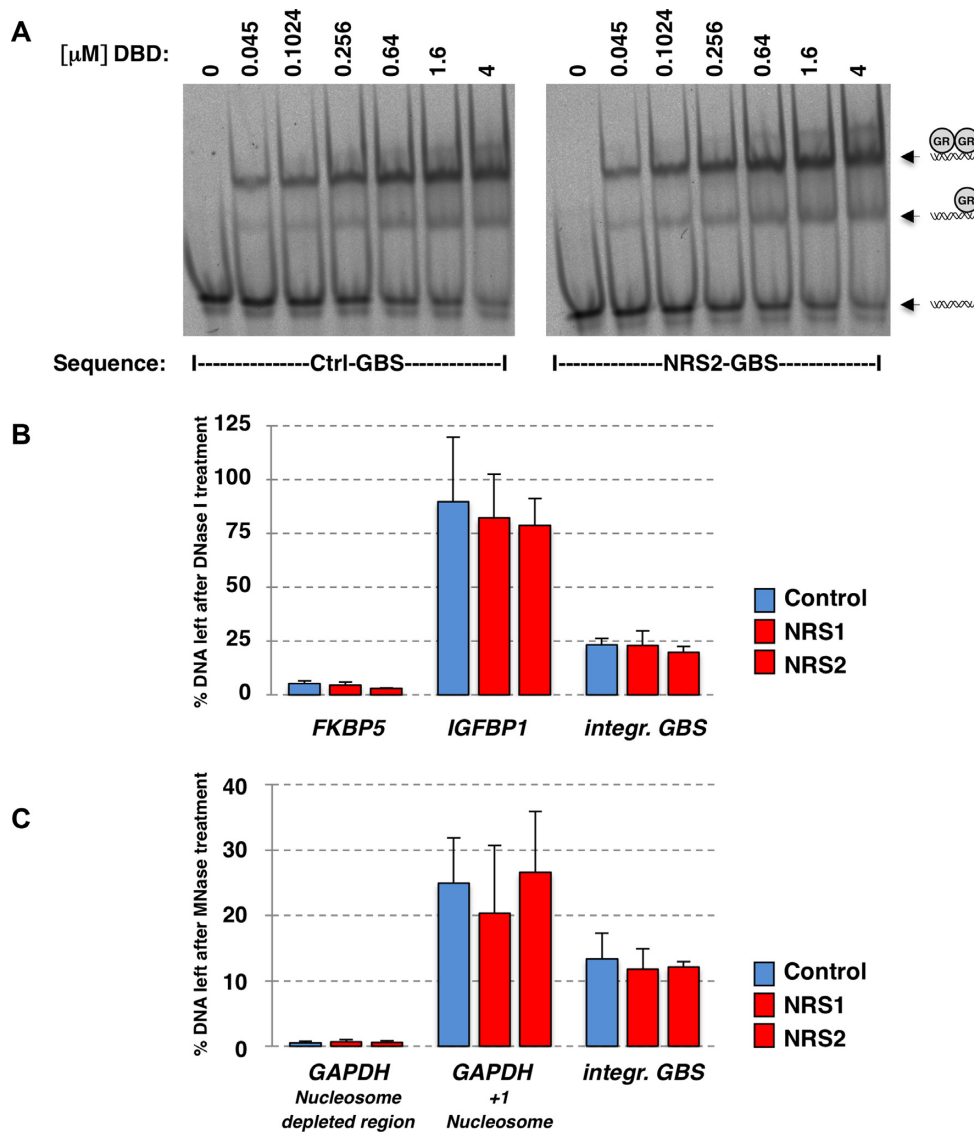 A
[μM] DBD:
0 0.045 0.1024 0.256 0.64 1.6 4
0 0.045 0.1024 0.256 0.64 1.6 4
GR GR
GR
Sequence: I-----------Ctrl-GBS-----------I
I-----------NRS2-GBS-----------I
B
% DNA left after DNase I treatment
125
100
75
50
25
0
FKBP5 IGFBP1 integr. GBS
Control
NRS1
NRS2
C
% DNA left after MNase treatment
40
30
20
10
0
GAPDH GAPDH integr. GBS
Nucleosome +1
depleted region Nucleosome
Control
NRS1
NRS2